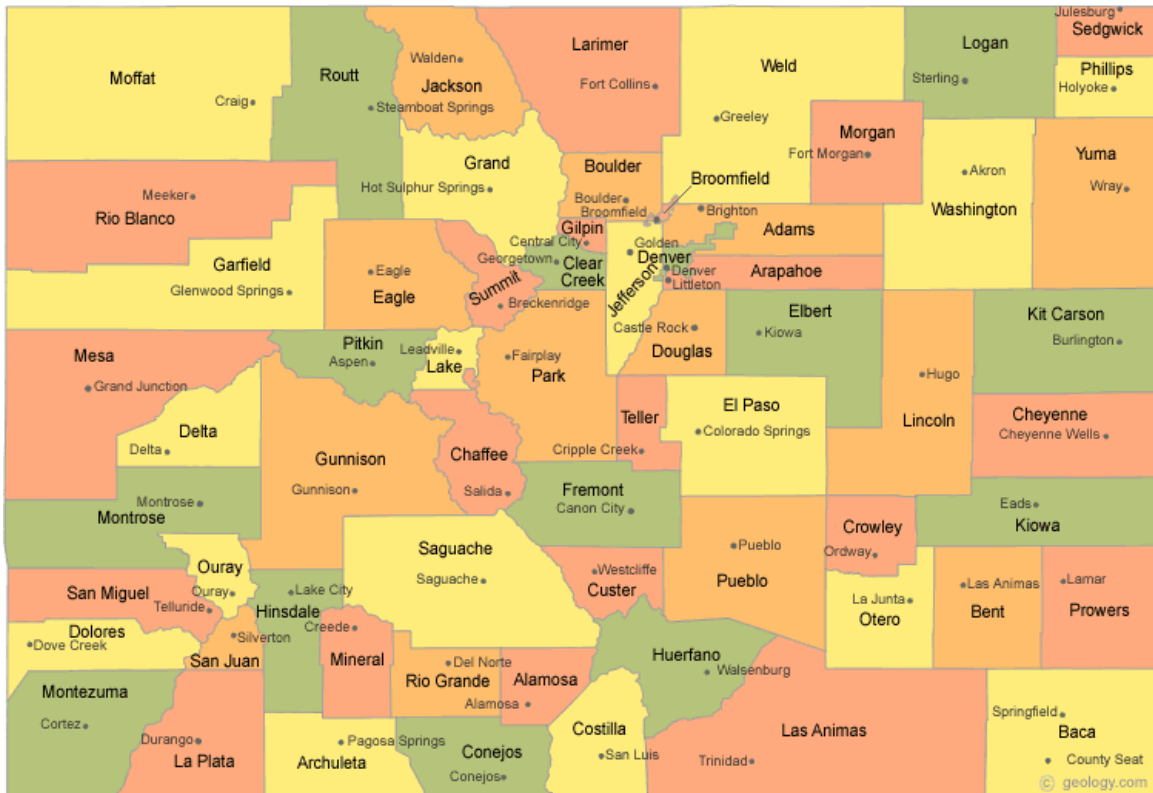 Julesburg
Sedgwick
Larimer
Logan
Walden
Weld
Phillips
Moffat
Routt
Jackson
Fort Collins
Sterling
Holyoke
Craig
Steamboat Springs
Greeley
Morgan
Grand
Boulder
Fort Morgan
Yuma
Hot Sulphur Springs
Broomfield
Akron
Meeker
Boulder
Wray
Rio Blanco
Broomfield
Brighton
Washington
Gilpin
Adams
Central City
Golden
Garfield
Georgetown
Clear
Creek
Denver
Eagle
Denver
Arapahoe
Summit
Jefferson
Littleton
Glenwood Springs
Eagle
Breckenridge
Elbert
Kit Carson
Castle Rock
Kiowa
Burlington
Pitkin
Leadville
Fairplay
Douglas
Mesa
Aspen
Lake
Park
Hugo
Grand Junction
El Paso
Teller
Cheyenne
Delta
Colorado Springs
Lincoln
Cheyenne Wells
Delta
Chaffee
Cripple Creek
Gunnison
Gunnison
Salida
Fremont
Montrose
Canon City
Eads
Montrose
Crowley
Kiowa
Saguache
Pueblo
Ordway
Ouray
Saguache
Westcliffe
Pueblo
San Miguel
Ouray
Lake City
Custer
Las Animas
Lamar
Telluride
Hinsdale
La Junta
Bent
Prowers
Otero
Dolores
Silverton
Creede
Dove Creek
San Juan
Mineral
Del Norte
Huerfano
Rio Grande
Alamosa
Walsenburg
Montezuma
Alamosa
Cortez
Springfield
Durango
Pagosa Springs
Costilla
Las Animas
Baca
La Plata
Archuleta
Conejos
San Luis
Trinidad
County Seat
Conejos
© geology.com